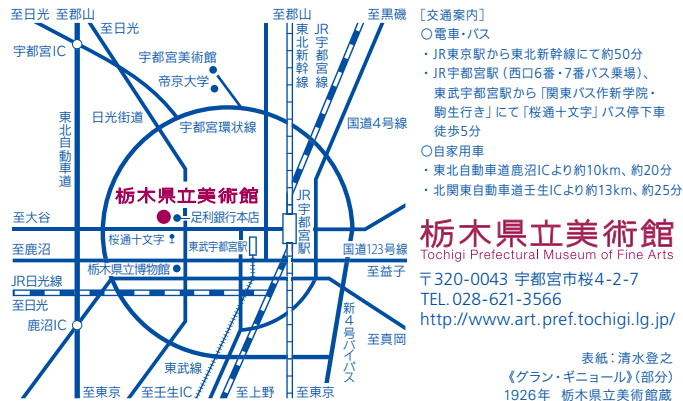 至日光 至郡山
至郡山
至黒磯
至日光
宇都宮IC
宇都宮美術館
帝京大学
東北新幹線
JR宇都宮線
東北自動車道
日光街道
宇都宮環状線
国道4号線
栃木県立美術館
足利銀行本店
JR宇都宮駅
至大谷
桜通十文字
東武宇都宮駅
至鹿沼
国道123号線
栃木県立博物館
至益子
JR日光線
至日光
鹿沼IC
新4号バイパス
至真岡
東武線
至東京
至壬生IC
至上野
至東京
[交通案内]
○電車・バス
・JR東京駅から東北新幹線にて約50分
・JR宇都宮駅(西口6番・7番バス乗場)、
東武宇都宮駅から「関東バス作新学院・
駒生行き」にて「桜通十文字」バス停下車
徒歩5分
○自家用車
・東北自動車道鹿沼ICより約10km、約20分
・北関東自動車道壬生ICより約13km、約25分
栃木県立美術館
Tochigi Prefectural Museum of Fine Arts
〒320-0043 宇都宮市桜4-2-7
TEL.028-621-3566
http://www.art.pref.tochigi.lg.jp/
表紙:清水登之
《グラン・ギニョール》(部分)
1926年 栃木県立美術館蔵